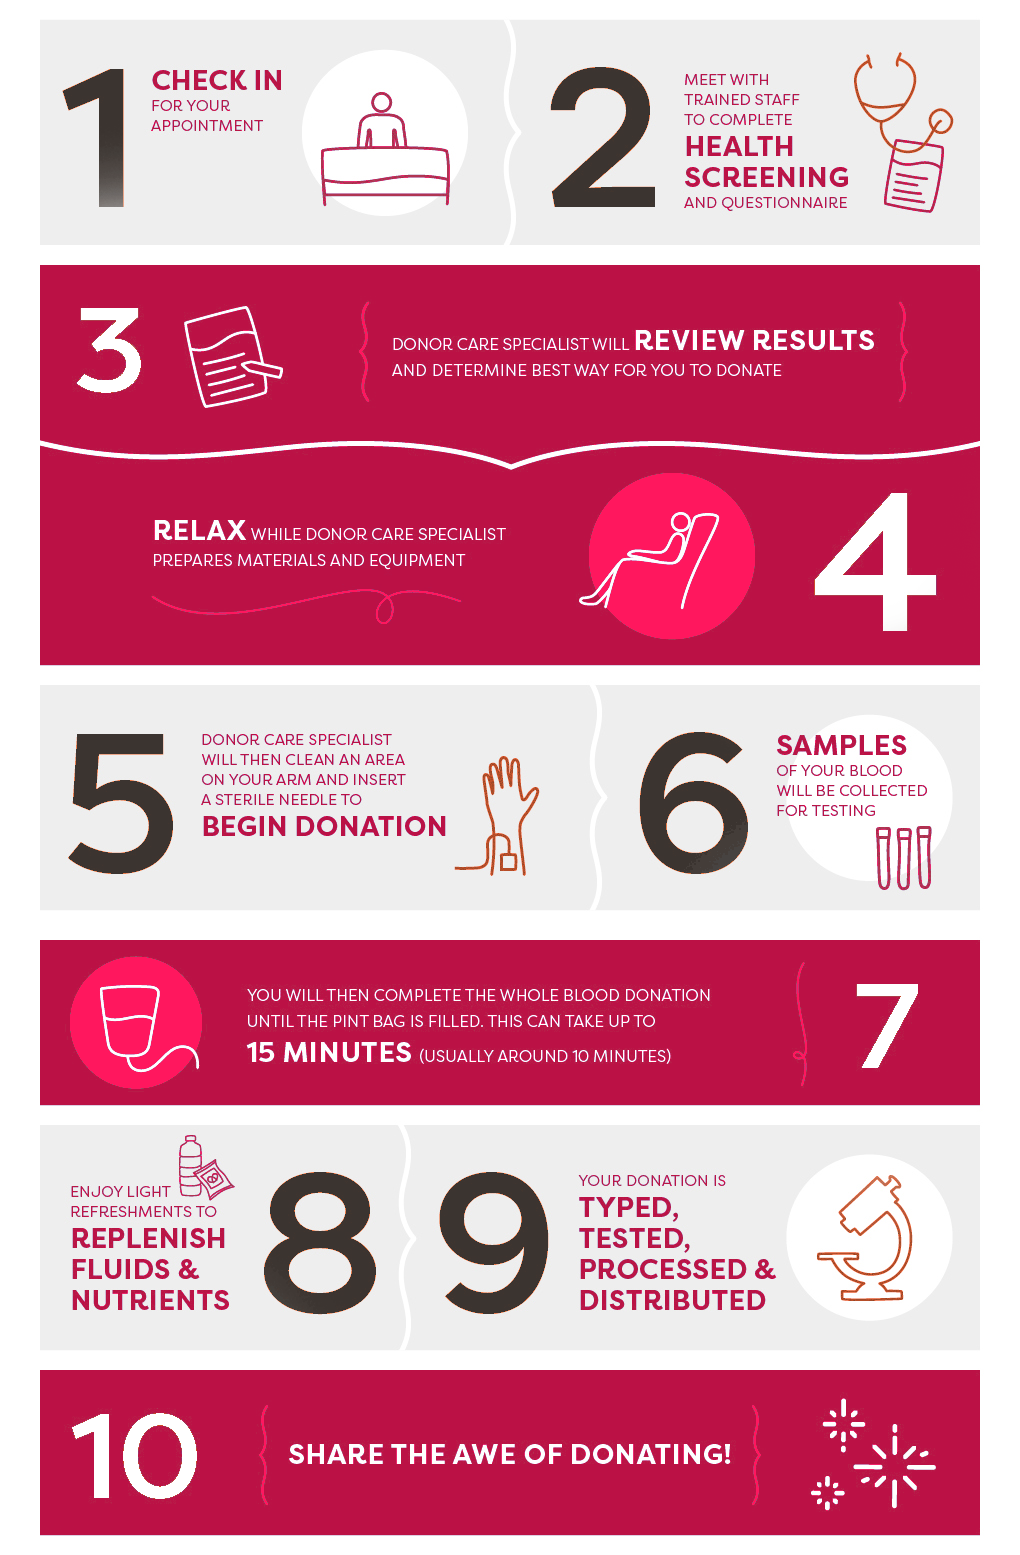 1
CHECK IN
FOR YOUR
APPOINTMENT
2
MEET WITH
TRAINED STAFF
TO COMPLETE
HEALTH
SCREENING
AND QUESTIONNAIRE
3
DONOR CARE SPECIALIST WILL REVIEW RESULTS
AND DETERMINE BEST WAY FOR YOU TO DONATE
RELAX WHILE DONOR CARE SPECIALIST
PREPARES MATERIALS AND EQUIPMENT
4
5
DONOR CARE SPECIALIST
WILL THEN CLEAN AN AREA
ON YOUR ARM AND INSERT
A STERILE NEEDLE TO
BEGIN DONATION
6
SAMPLES
OF YOUR BLOOD
WILL BE COLLECTED
FOR TESTING
YOU WILL THEN COMPLETE THE WHOLE BLOOD DONATION
UNTIL THE PINT BAG IS FILLED. THIS CAN TAKE UP TO
15 MINUTES (USUALLY AROUND 10 MINUTES)
7
ENJOY LIGHT
REFRESHMENTS TO
REPLENISH
FLUIDS &
NUTRIENTS
8
9
YOUR DONATION IS
TYPED,
TESTED,
PROCESSED &
DISTRIBUTED
10
SHARE THE AWE OF DONATING!